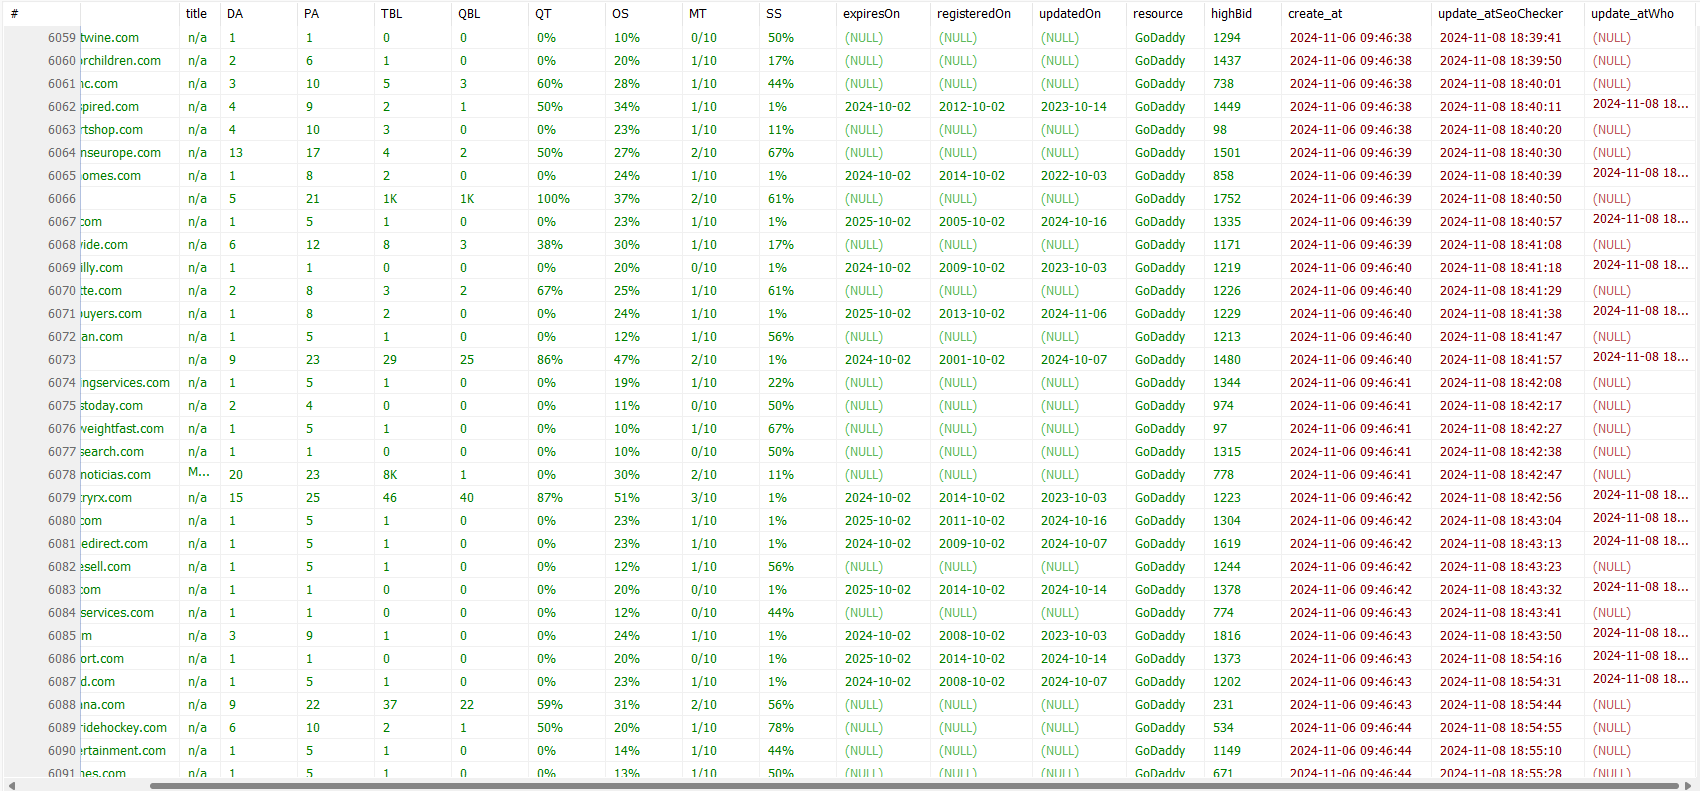 # title DA PA TBL QBL QT OS MT SS expiresOn registeredOn updatedOn resource highBid create_at update_atSeoChecker update_atWho
6059 twine.com n/a 1 1 0 0 0% 10% 0/10 50% (NULL) (NULL) (NULL) GoDaddy 1294 2024-11-06 09:46:38 2024-11-08 18:39:41 (NULL)
6060 orchildren.com n/a 2 6 1 0 0% 20% 1/10 17% (NULL) (NULL) (NULL) GoDaddy 1437 2024-11-06 09:46:38 2024-11-08 18:39:50 (NULL)
6061 nc.com n/a 3 10 5 3 60% 28% 1/10 44% (NULL) (NULL) (NULL) GoDaddy 738 2024-11-06 09:46:38 2024-11-08 18:40:01 (NULL)
6062 spired.com n/a 4 9 2 1 50% 34% 1/10 1% 2024-10-02 2012-10-02 2023-10-14 GoDaddy 1449 2024-11-06 09:46:38 2024-11-08 18:40:11 2024-11-08 18...
6063 rtshop.com n/a 4 10 3 0 0% 23% 1/10 11% (NULL) (NULL) (NULL) GoDaddy 98 2024-11-06 09:46:38 2024-11-08 18:40:20 (NULL)
6064 nseurope.com n/a 13 17 4 2 50% 27% 2/10 67% (NULL) (NULL) (NULL) GoDaddy 1501 2024-11-06 09:46:39 2024-11-08 18:40:30 (NULL)
6065 omes.com n/a 1 8 2 0 0% 24% 1/10 1% 2024-10-02 2014-10-02 2022-10-03 GoDaddy 858 2024-11-06 09:46:39 2024-11-08 18:40:39 2024-11-08 18...
6066 n/a 5 21 1K 1K 100% 37% 2/10 61% (NULL) (NULL) (NULL) GoDaddy 1752 2024-11-06 09:46:39 2024-11-08 18:40:50 (NULL)
6067 .com n/a 1 5 1 0 0% 23% 1/10 1% 2025-10-02 2005-10-02 2024-10-16 GoDaddy 1335 2024-11-06 09:46:39 2024-11-08 18:40:57 2024-11-08 18...
6068 vide.com n/a 6 12 8 3 38% 30% 1/10 17% (NULL) (NULL) (NULL) GoDaddy 1171 2024-11-06 09:46:39 2024-11-08 18:41:08 (NULL)
6069 illy.com n/a 1 1 0 0 0% 20% 0/10 1% 2024-10-02 2009-10-02 2023-10-03 GoDaddy 1219 2024-11-06 09:46:40 2024-11-08 18:41:18 2024-11-08 18...
6070 tte.com n/a 2 8 3 2 67% 25% 1/10 61% (NULL) (NULL) (NULL) GoDaddy 1226 2024-11-06 09:46:40 2024-11-08 18:41:29 (NULL)
6071 buyers.com n/a 1 8 2 0 0% 24% 1/10 1% 2025-10-02 2013-10-02 2024-11-06 GoDaddy 1229 2024-11-06 09:46:40 2024-11-08 18:41:38 2024-11-08 18...
6072 an.com n/a 1 5 1 0 0% 12% 1/10 56% (NULL) (NULL) (NULL) GoDaddy 1213 2024-11-06 09:46:40 2024-11-08 18:41:47 (NULL)
6073 n/a 9 23 29 25 86% 47% 2/10 1% 2024-10-02 2001-10-02 2024-10-07 GoDaddy 1480 2024-11-06 09:46:40 2024-11-08 18:41:57 2024-11-08 18...
6074 ngservices.com n/a 1 5 1 0 0% 19% 1/10 22% (NULL) (NULL) (NULL) GoDaddy 1344 2024-11-06 09:46:41 2024-11-08 18:42:08 (NULL)
6075 stoday.com n/a 2 4 0 0 0% 11% 0/10 50% (NULL) (NULL) (NULL) GoDaddy 974 2024-11-06 09:46:41 2024-11-08 18:42:17 (NULL)
6076 weightfast.com n/a 1 5 1 0 0% 10% 1/10 67% (NULL) (NULL) (NULL) GoDaddy 97 2024-11-06 09:46:41 2024-11-08 18:42:27 (NULL)
6077 search.com n/a 1 1 0 0 0% 10% 0/10 50% (NULL) (NULL) (NULL) GoDaddy 1315 2024-11-06 09:46:41 2024-11-08 18:42:38 (NULL)
6078 noticias.com M... 20 23 8K 1 0% 30% 2/10 11% (NULL) (NULL) (NULL) GoDaddy 778 2024-11-06 09:46:41 2024-11-08 18:42:47 (NULL)
6079 tryrx.com n/a 15 25 46 40 87% 51% 3/10 1% 2024-10-02 2014-10-02 2023-10-03 GoDaddy 1223 2024-11-06 09:46:42 2024-11-08 18:42:56 2024-11-08 18...
6080 com n/a 1 5 1 0 0% 23% 1/10 1% 2025-10-02 2011-10-02 2024-10-16 GoDaddy 1304 2024-11-06 09:46:42 2024-11-08 18:43:04 2024-11-08 18...
6081 edirect.com n/a 1 5 1 0 0% 23% 1/10 1% 2024-10-02 2009-10-02 2024-10-07 GoDaddy 1619 2024-11-06 09:46:42 2024-11-08 18:43:13 2024-11-08 18...
6082 esell.com n/a 1 5 1 0 0% 12% 1/10 56% (NULL) (NULL) (NULL) GoDaddy 1244 2024-11-06 09:46:42 2024-11-08 18:43:23 (NULL)
6083 com n/a 1 1 0 0 0% 20% 0/10 1% 2025-10-02 2014-10-02 2024-10-14 GoDaddy 1378 2024-11-06 09:46:42 2024-11-08 18:43:32 2024-11-08 18...
6084 services.com n/a 1 1 0 0 0% 12% 0/10 44% (NULL) (NULL) (NULL) GoDaddy 774 2024-11-06 09:46:43 2024-11-08 18:43:41 (NULL)
6085 m n/a 3 9 1 0 0% 24% 1/10 1% 2024-10-02 2008-10-02 2023-10-03 GoDaddy 1816 2024-11-06 09:46:43 2024-11-08 18:43:50 2024-11-08 18...
6086 ort.com n/a 1 1 0 0 0% 20% 0/10 1% 2025-10-02 2014-10-02 2024-10-14 GoDaddy 1373 2024-11-06 09:46:43 2024-11-08 18:54:16 2024-11-08 18...
6087 d.com n/a 1 5 1 0 0% 23% 1/10 1% 2024-10-02 2008-10-02 2024-10-07 GoDaddy 1202 2024-11-06 09:46:43 2024-11-08 18:54:31 2024-11-08 18...
6088 na.com n/a 9 22 37 22 59% 31% 2/10 56% (NULL) (NULL) (NULL) GoDaddy 231 2024-11-06 09:46:43 2024-11-08 18:54:44 (NULL)
6089 ridehockey.com n/a 6 10 2 1 50% 20% 1/10 78% (NULL) (NULL) (NULL) GoDaddy 534 2024-11-06 09:46:44 2024-11-08 18:54:55 (NULL)
6090 ertainment.com n/a 1 5 1 0 0% 14% 1/10 44% (NULL) (NULL) (NULL) GoDaddy 1149 2024-11-06 09:46:44 2024-11-08 18:55:10 (NULL)
6091 nes.com n/a 1 5 1 0 0% 13% 1/10 50% (NULL) (NULL) (NULL) GoDaddy 671 2024-11-06 09:46:44 2024-11-08 18:55:28 (NULL)